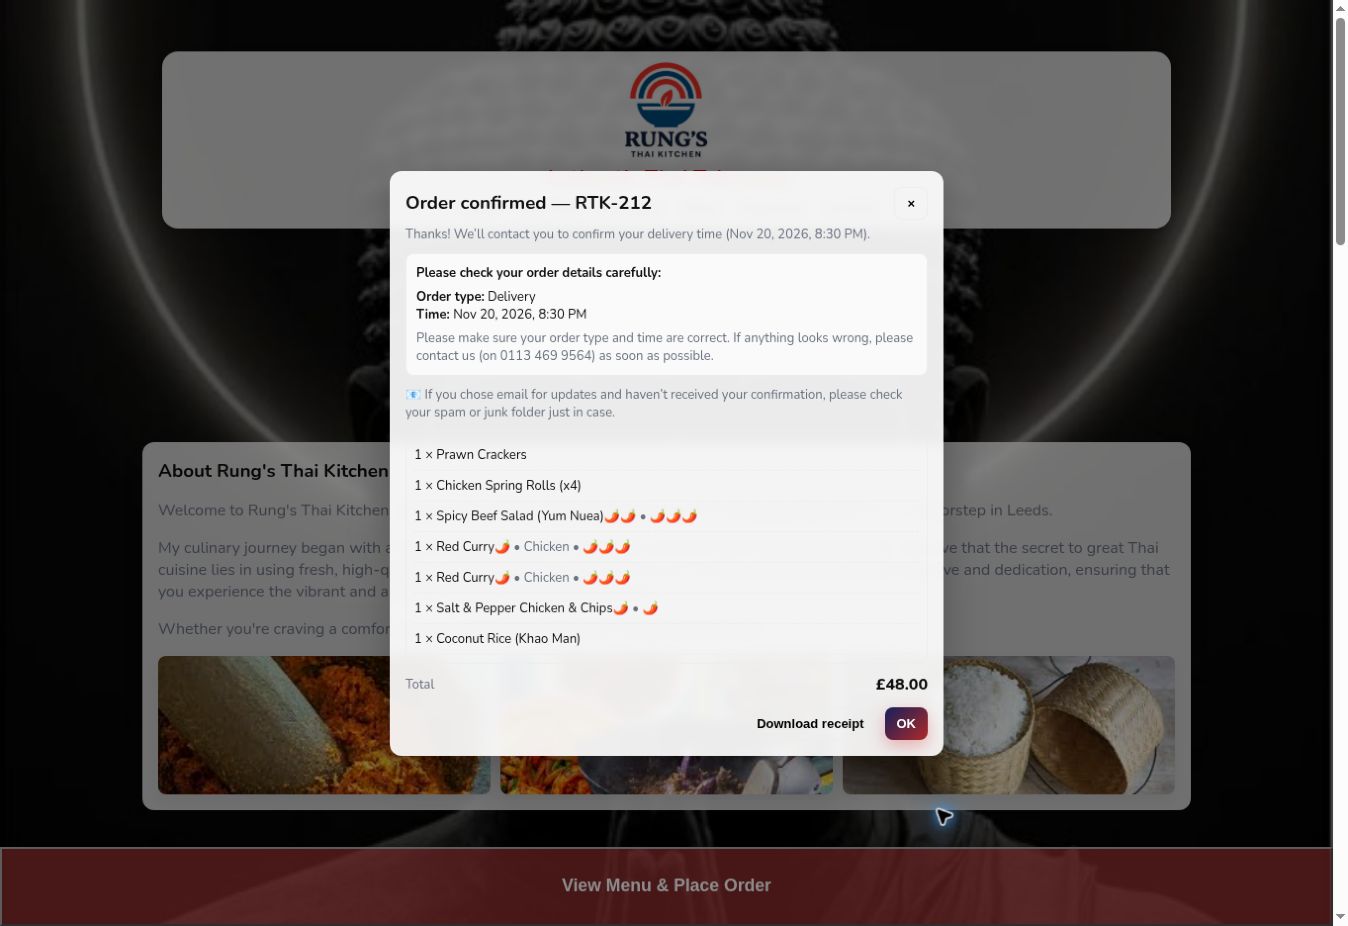 RUNG'S
THAI KITCHEN
Order confirmed — RTK-212
×
Thanks! We'll contact you to confirm your delivery time (Nov 20, 2026, 8:30 PM).
Please check your order details carefully:
Order type: Delivery
Time: Nov 20, 2026, 8:30 PM
Please make sure your order type and time are correct. If anything looks wrong, please
contact us (on 0113 469 9564) as soon as possible.
📧 If you chose email for updates and haven't received your confirmation, please check
your spam or junk folder just in case.
1 × Prawn Crackers
1 × Chicken Spring Rolls (x4)
1 × Spicy Beef Salad (Yum Nuea)🌶️🌶️ • 🌶️🌶️🌶️
1 × Red Curry🌶️ • Chicken • 🌶️🌶️🌶️
1 × Red Curry🌶️ • Chicken • 🌶️🌶️🌶️
1 × Salt & Pepper Chicken & Chips🌶️ • 🌶️
1 × Coconut Rice (Khao Man)
Total £48.00
Download receipt OK
About Rung's Thai Kitchen
Welcome to Rung's Thai Kitchen orstep in Leeds.
My culinary journey began with ve that the secret to great Thai
cuisine lies in using fresh, ve and dedication, ensuring that
you experience the vibrant and
Whether you're craving a
View Menu & Place Order